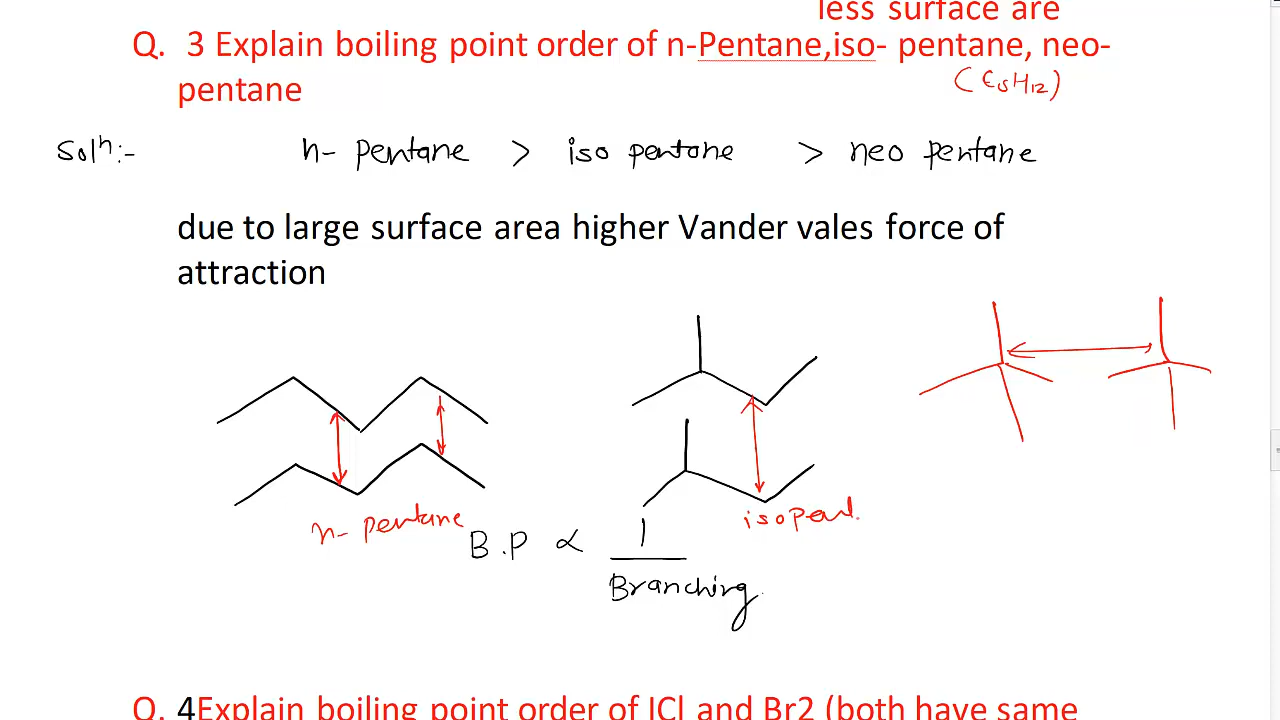 less surface are
Q. 3 Explain boiling point order of n-Pentane,iso- pentane, neo-
pentane
(C5H12)
Solⁿ:- n- pentane > iso pentane > neo pentane
due to large surface area higher Vander vales force of
attraction
n- pentane
isopent.
B.P ∝ 1
Branching
Q. 4Explain boiling point order of ICl and Br2 (both have same